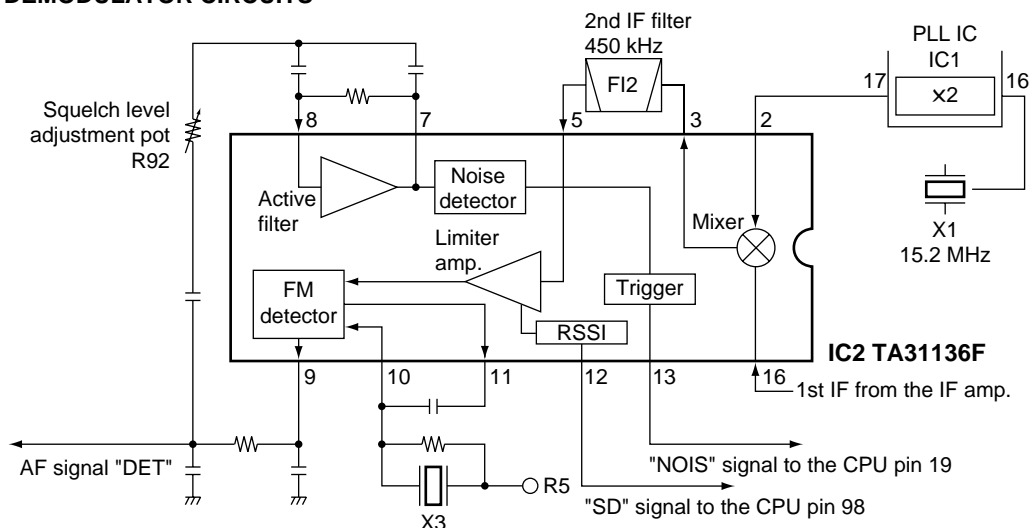 DEMODULATOR CIRCUITS
2nd IF filter
450 kHz
PLL IC
IC1
FI2
17
16
×2
Squelch level
adjustment pot
R92
8
7
5
3
2
Active
filter
Noise
detector
Mixer
X1
15.2 MHz
Limiter
amp.
FM
detector
Trigger
RSSI
IC2 TA31136F
9
10
11
12
13
16
1st IF from the IF amp.
AF signal "DET"
"NOIS" signal to the CPU pin 19
R5
"SD" signal to the CPU pin 98
X3